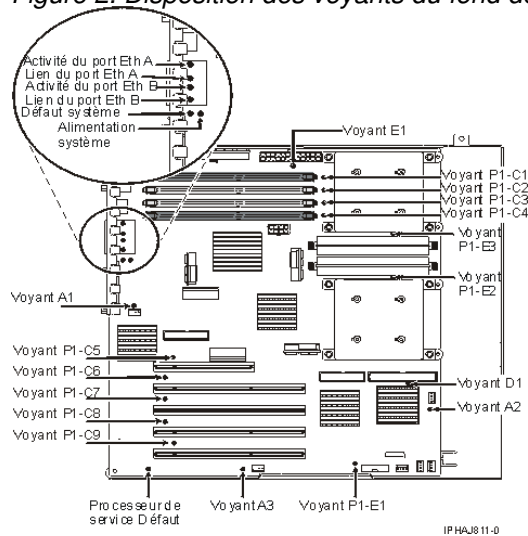 Figure 2. Disposition des voyants du fond de
Activité du port Eth A
Lien du port Eth A
Activité du port Eth B
Lien du port Eth B
Défaut système
Alimentation
système
Voyant E1
Voyant P1-C1
Voyant P1-C2
Voyant P1-C3
Voyant P1-C4
Voyant
P1-E3
Voyant
P1-E2
Voyant A1
Voyant P1-C5
Voyant P1-C6
Voyant P1-C7
Voyant P1-C8
Voyant P1-C9
Voyant D1
Voyant A2
Processeur de
service Défaut
Voyant A3
Voyant P1-E1
IPHAJ811-0